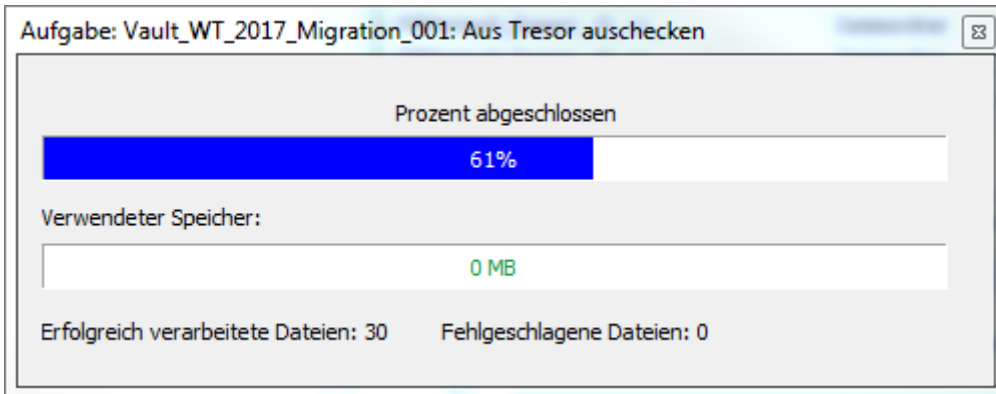 Aufgabe: Vault_WT_2017_Migration_001: Aus Tresor auschecken
Prozent abgeschlossen
61%
Verwendeter Speicher:
0 MB
Erfolgreich verarbeitete Dateien: 30 Fehlgeschlagene Dateien: 0